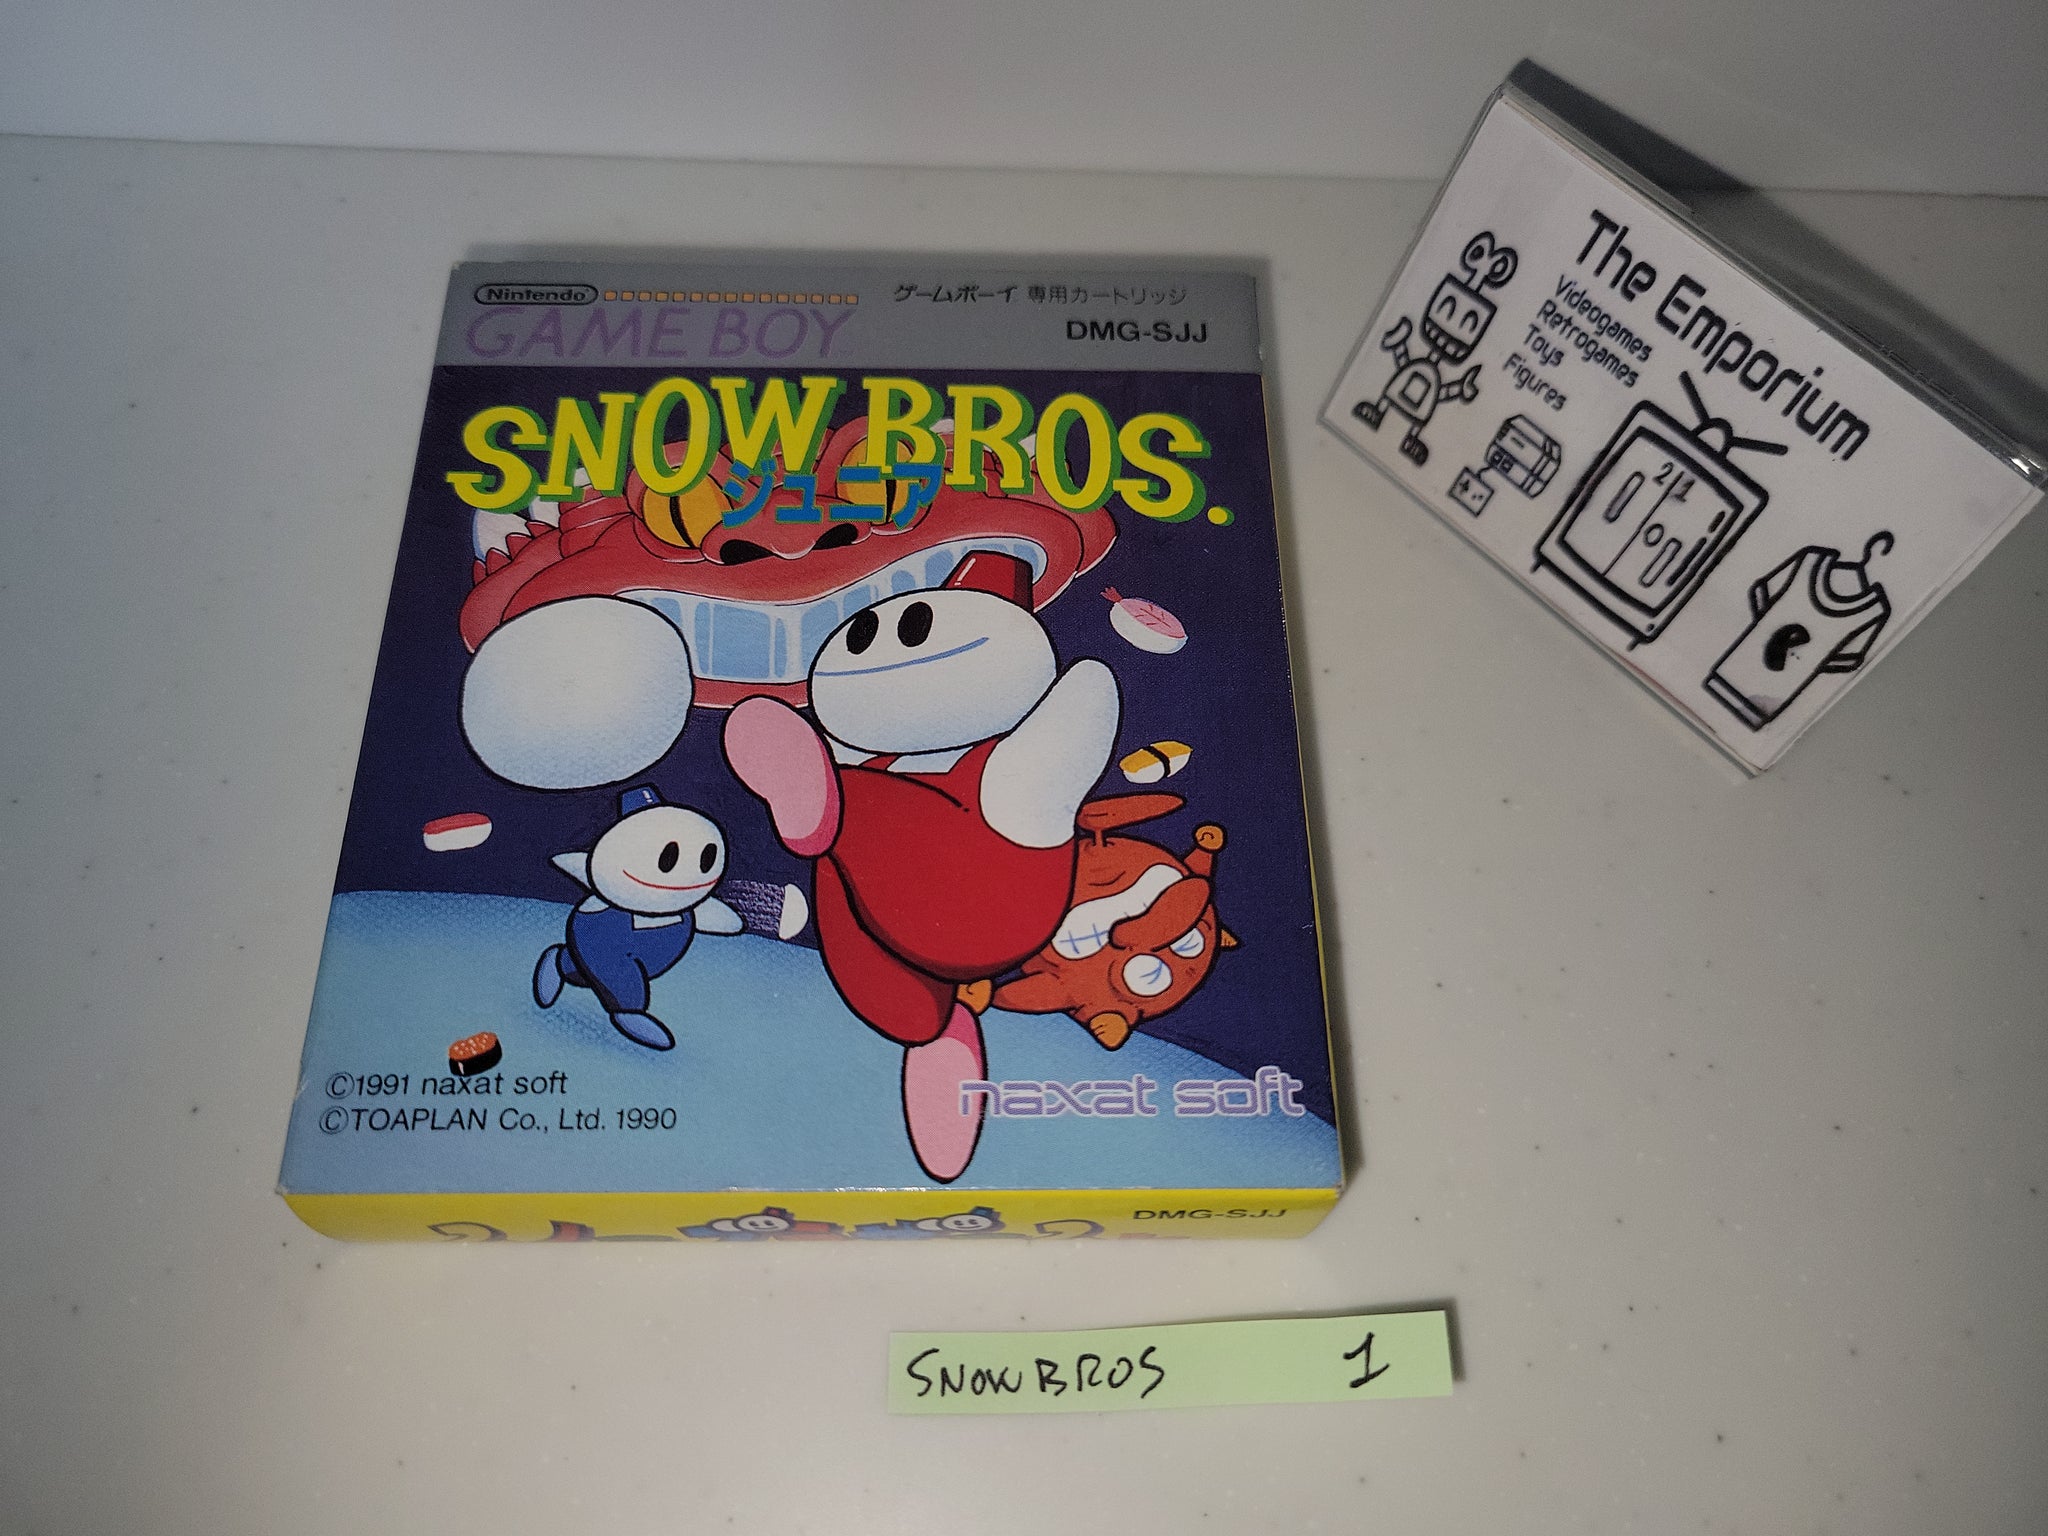 Nintendo
GAME BOY
ゲームボーイ 専用カートリッジ
DMG-SJJ
SNOW BROS.
ジュニア
©1991 naxat soft
©TOAPLAN Co., Ltd. 1990
naxat soft
DMG-SJJ
The Emporium
Videogames
Retrogames
Toys
Figures
2 1
SNOW BROS 1